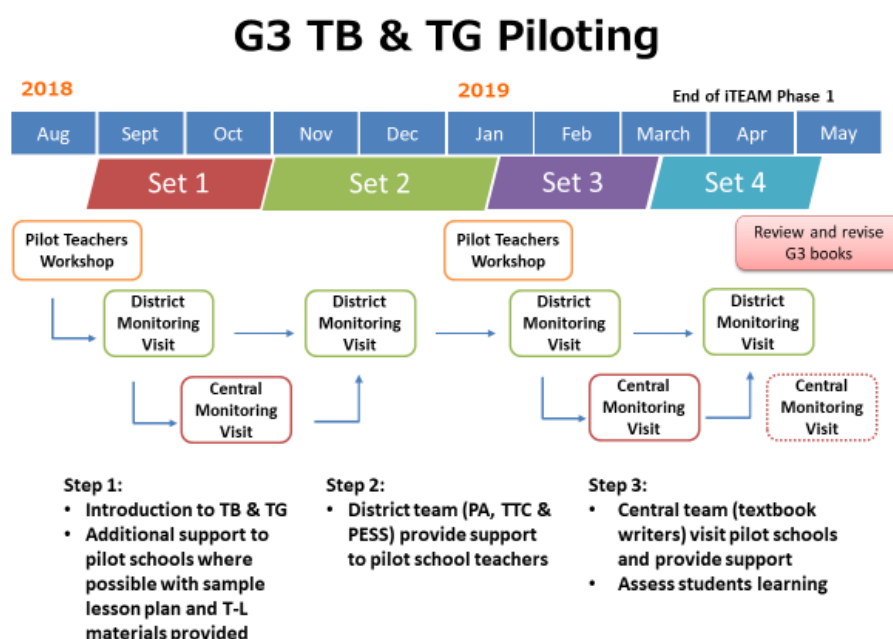 G3 TB & TG Piloting
2018
2019
End of iTEAM Phase 1
Aug
Sept
Oct
Nov
Dec
Jan
Feb
March
Apr
May
Set 1
Set 2
Set 3
Set 4
Pilot Teachers
Workshop
Pilot Teachers
Workshop
Review and revise
G3 books
District
Monitoring
Visit
District
Monitoring
Visit
District
Monitoring
Visit
District
Monitoring
Visit
Central
Monitoring
Visit
Central
Monitoring
Visit
Central
Monitoring
Visit
Step 1:
• Introduction to TB & TG
• Additional support to
pilot schools where
possible with sample
lesson plan and T-L
materials provided
Step 2:
• District team (PA, TTC &
PESS) provide support
to pilot school teachers
Step 3:
• Central team (textbook
writers) visit pilot schools
and provide support
• Assess students learning